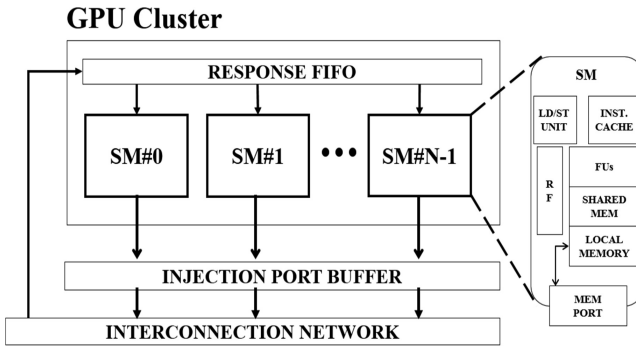 GPU Cluster
RESPONSE FIFO
SM#0
SM#1
SM#N-1
INJECTION PORT BUFFER
INTERCONNECTION NETWORK
SM
LD/ST
UNIT
INST.
CACHE
R
F
FUs
SHARED
MEM
LOCAL
MEMORY
MEM
PORT